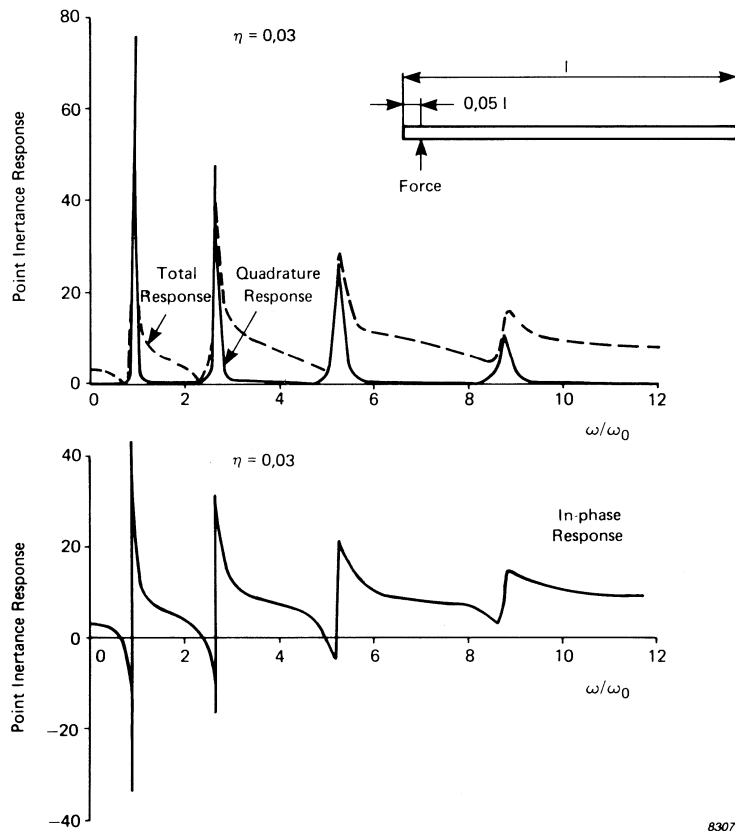 80
60
40
20
0
Point Inertance Response
η = 0,03
l
0,05 l
Force
Total
Response
Quadrature
Response
0 2 4 6 8 10 12
ω/ω0
40
20
0
−20
−40
Point Inertance Response
η = 0,03
In-phase
Response
0 2 4 6 8 10 12
ω/ω0
8307